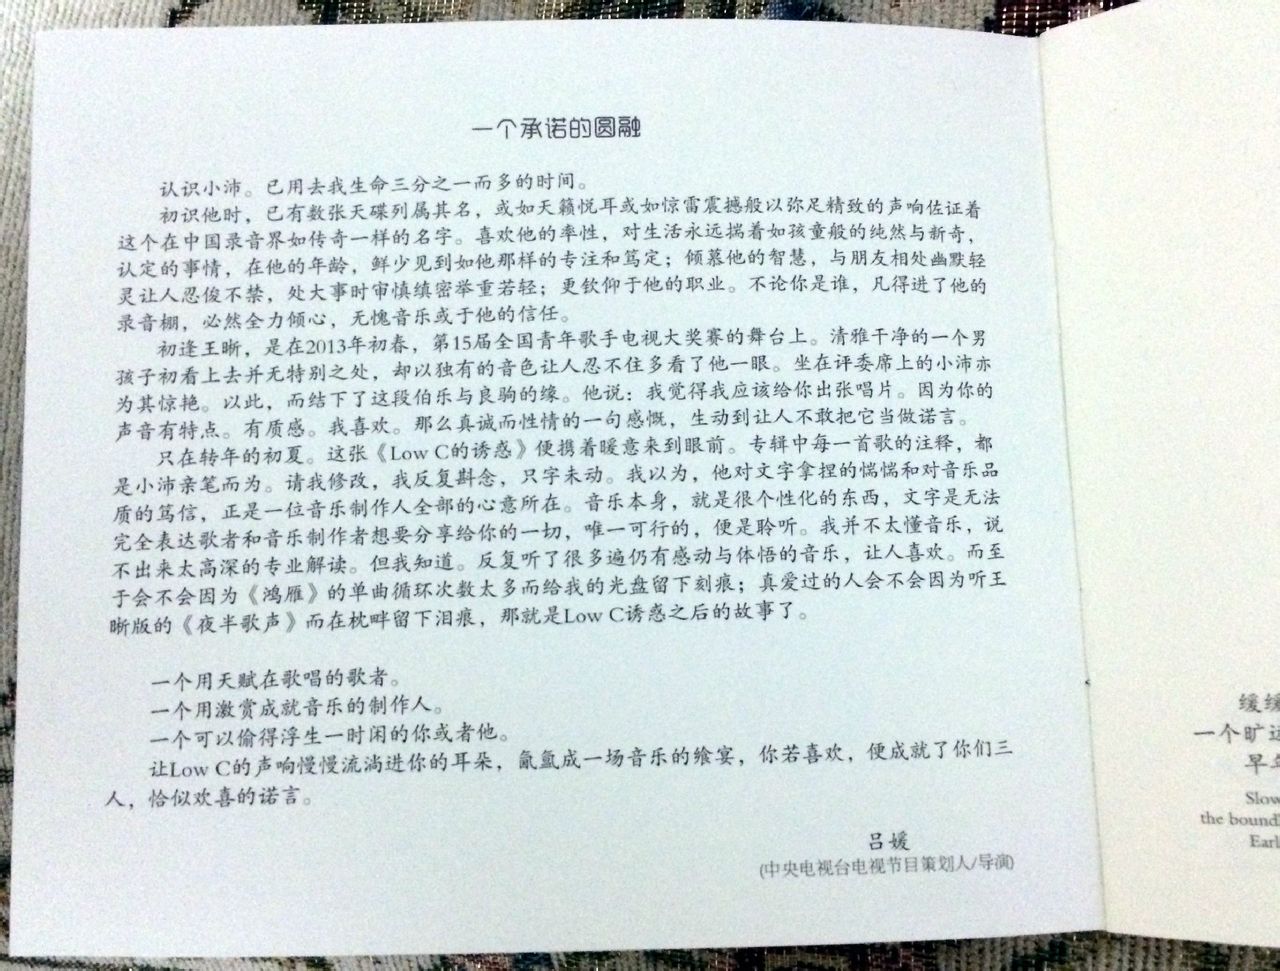 一个承诺的圆融
认识小沛。已用去我生命三分之一而多的时间。
初识他时，已有数张天碟列属其名，或如天籁悦耳或如惊雷震撼般以弥足精致的声响佐证着
这个在中国录音界如传奇一样的名字。喜欢他的率性，对生活永远揣着如孩童般的纯然与新奇，
认定的事情，在他的年龄，鲜少见到如他那样的专注和笃定；倾慕他的智慧，与朋友相处幽默轻
灵让人忍俊不禁，处大事时审慎缜密举重若轻；更钦仰于他的职业。不论你是谁，凡得进了他的
录音棚，必然全力倾心，无愧音乐或于他的信任。
初逢王晰，是在2013年初春，第15届全国青年歌手电视大奖赛的舞台上。清雅干净的一个男
孩子初看上去并无特别之处，却以独有的音色让人忍不住多看了他一眼。坐在评委席上的小沛亦
为其惊艳。以此，而结下了这段伯乐与良驹的缘。他说：我觉得我应该给你出张唱片。因为你的
声音有特点。有质感。我喜欢。那么真诚而性情的一句感慨，生动到让人不敢把它当做诺言。
只在转年的初夏。这张《Low C的诱惑》便携着暖意来到眼前。专辑中每一首歌的注释，都
是小沛亲笔而为。请我修改，我反复斟念，只字未动。我以为，他对文字拿捏的惴惴和对音乐品
质的笃信，正是一位音乐制作人全部的心意所在。音乐本身，就是很个性化的东西，文字是无法
完全表达歌者和音乐制作者想要分享给你的一切，唯一可行的，便是聆听。我并不太懂音乐，说
不出来太高深的专业解读。但我知道。反复听了很多遍仍有感动与体悟的音乐，让人喜欢。而至
于会不会因为《鸿雁》的单曲循环次数太多而给我的光盘留下刻痕；真爱过的人会不会因为听王
晰版的《夜半歌声》而在枕畔留下泪痕，那就是Low C诱惑之后的故事了。
一个用天赋在歌唱的歌者。
一个用激赏成就音乐的制作人。
一个可以偷得浮生一时闲的你或者他。
让Low C的声响慢慢流淌进你的耳朵，氤氲成一场音乐的飨宴，你若喜欢，便成就了你们三
人，恰似欢喜的诺言。
吕媛
(中央电视台电视节目策划人/导演)
缓缓
一个旷远
早年
Slow
the bound
Earl